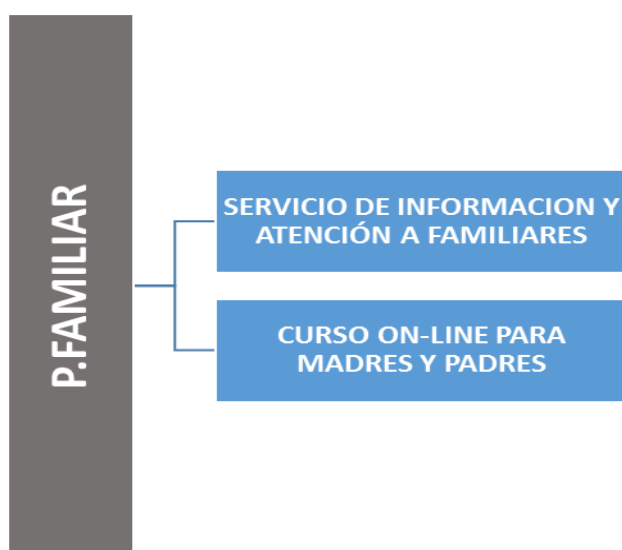 P.FAMILIAR
SERVICIO DE INFORMACION Y
ATENCIÓN A FAMILIARES
CURSO ON-LINE PARA
MADRES Y PADRES